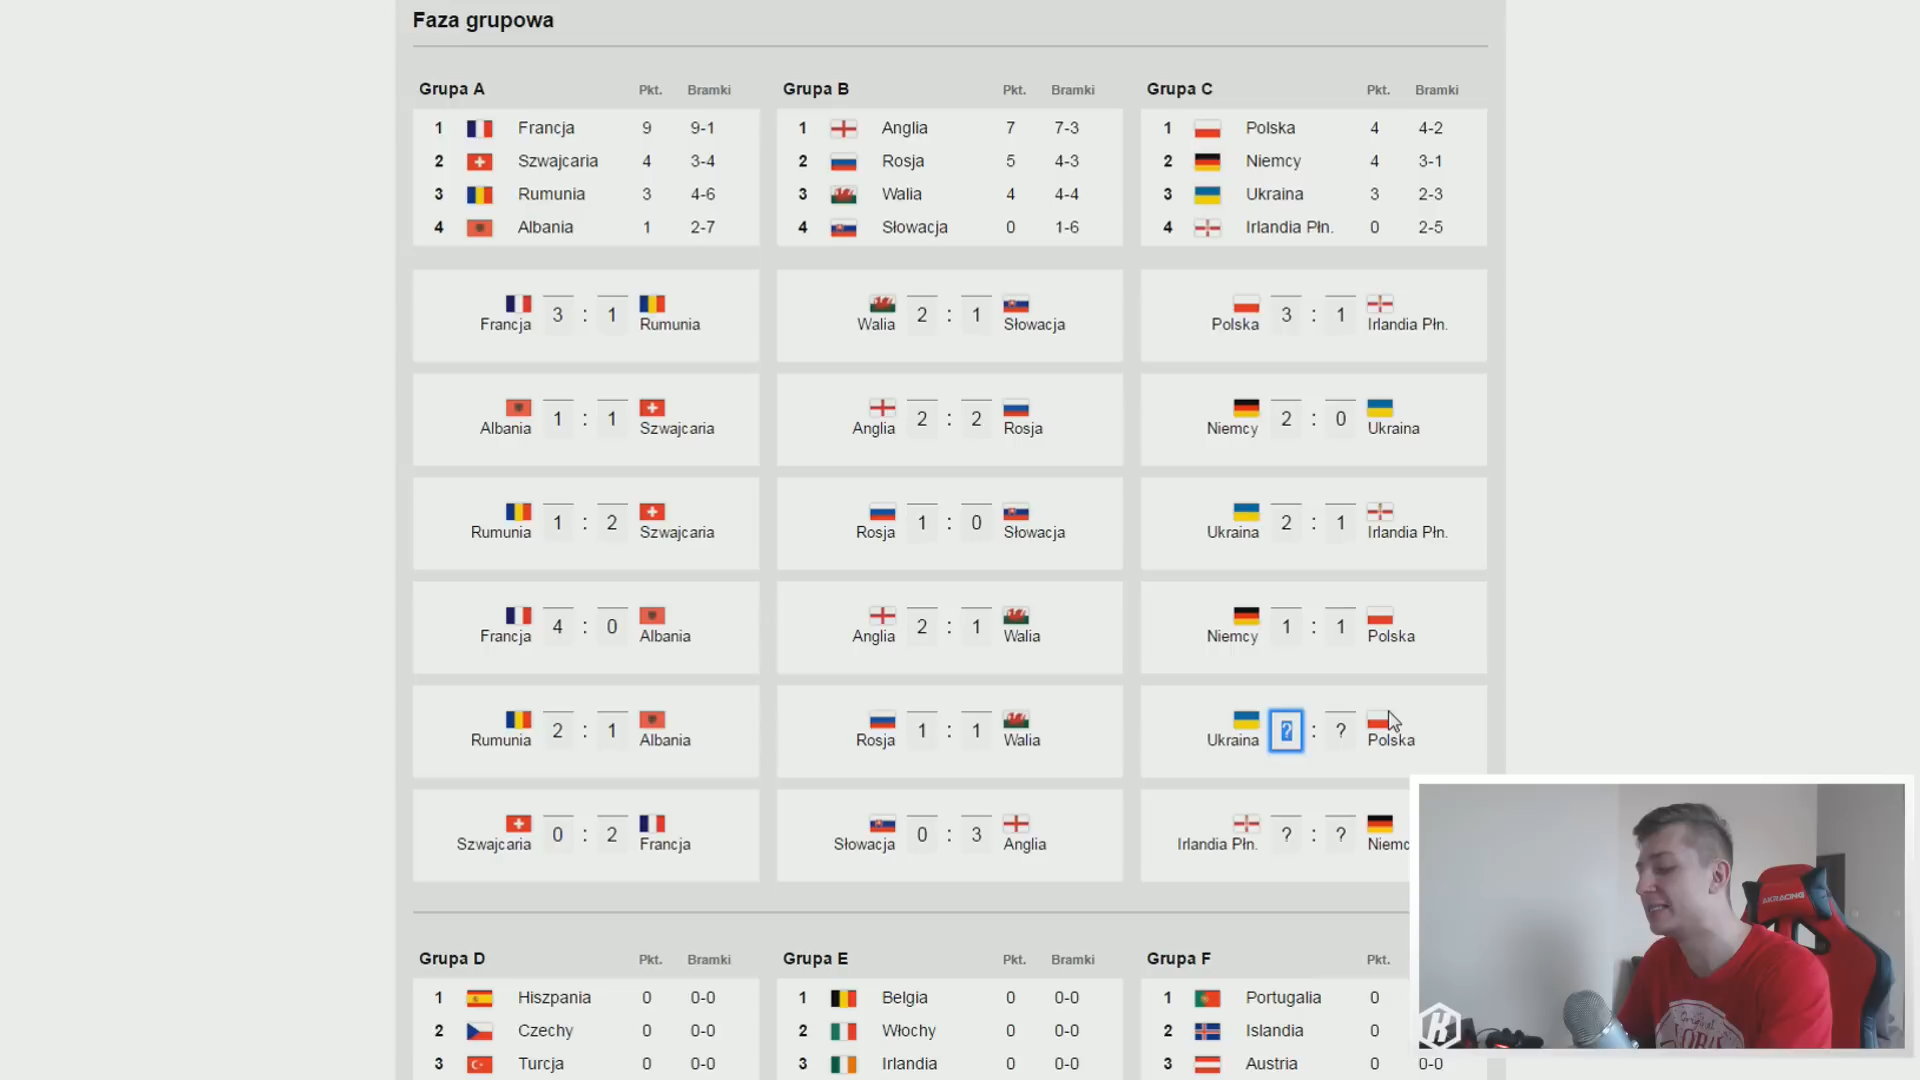 Faza grupowa
Grupa A Pkt. Bramki
1 Francja 9 9-1
2 Szwajcaria 4 3-4
3 Rumunia 3 4-6
4 Albania 1 2-7
Francja 3 : 1 Rumunia
Albania 1 : 1 Szwajcaria
Rumunia 1 : 2 Szwajcaria
Francja 4 : 0 Albania
Rumunia 2 : 1 Albania
Szwajcaria 0 : 2 Francja
Grupa B Pkt. Bramki
1 Anglia 7 7-3
2 Rosja 5 4-3
3 Walia 4 4-4
4 Słowacja 0 1-6
Walia 2 : 1 Słowacja
Anglia 2 : 2 Rosja
Rosja 1 : 0 Słowacja
Anglia 2 : 1 Walia
Rosja 1 : 1 Walia
Słowacja 0 : 3 Anglia
Grupa C Pkt. Bramki
1 Polska 4 4-2
2 Niemcy 4 3-1
3 Ukraina 3 2-3
4 Irlandia Płn. 0 2-5
Polska 3 : 1 Irlandia Płn.
Niemcy 2 : 0 Ukraina
Ukraina 2 : 1 Irlandia Płn.
Niemcy 1 : 1 Polska
Ukraina ? : ? Polska
Irlandia Płn. ? : ? Niemc
Grupa D Pkt. Bramki
1 Hiszpania 0 0-0
2 Czechy 0 0-0
3 Turcja 0 0-0
Grupa E Pkt. Bramki
1 Belgia 0 0-0
2 Włochy 0 0-0
3 Irlandia 0 0-0
Grupa F Pkt.
1 Portugalia 0
2 Islandia 0
3 Austria 0 0-0
AKRACING